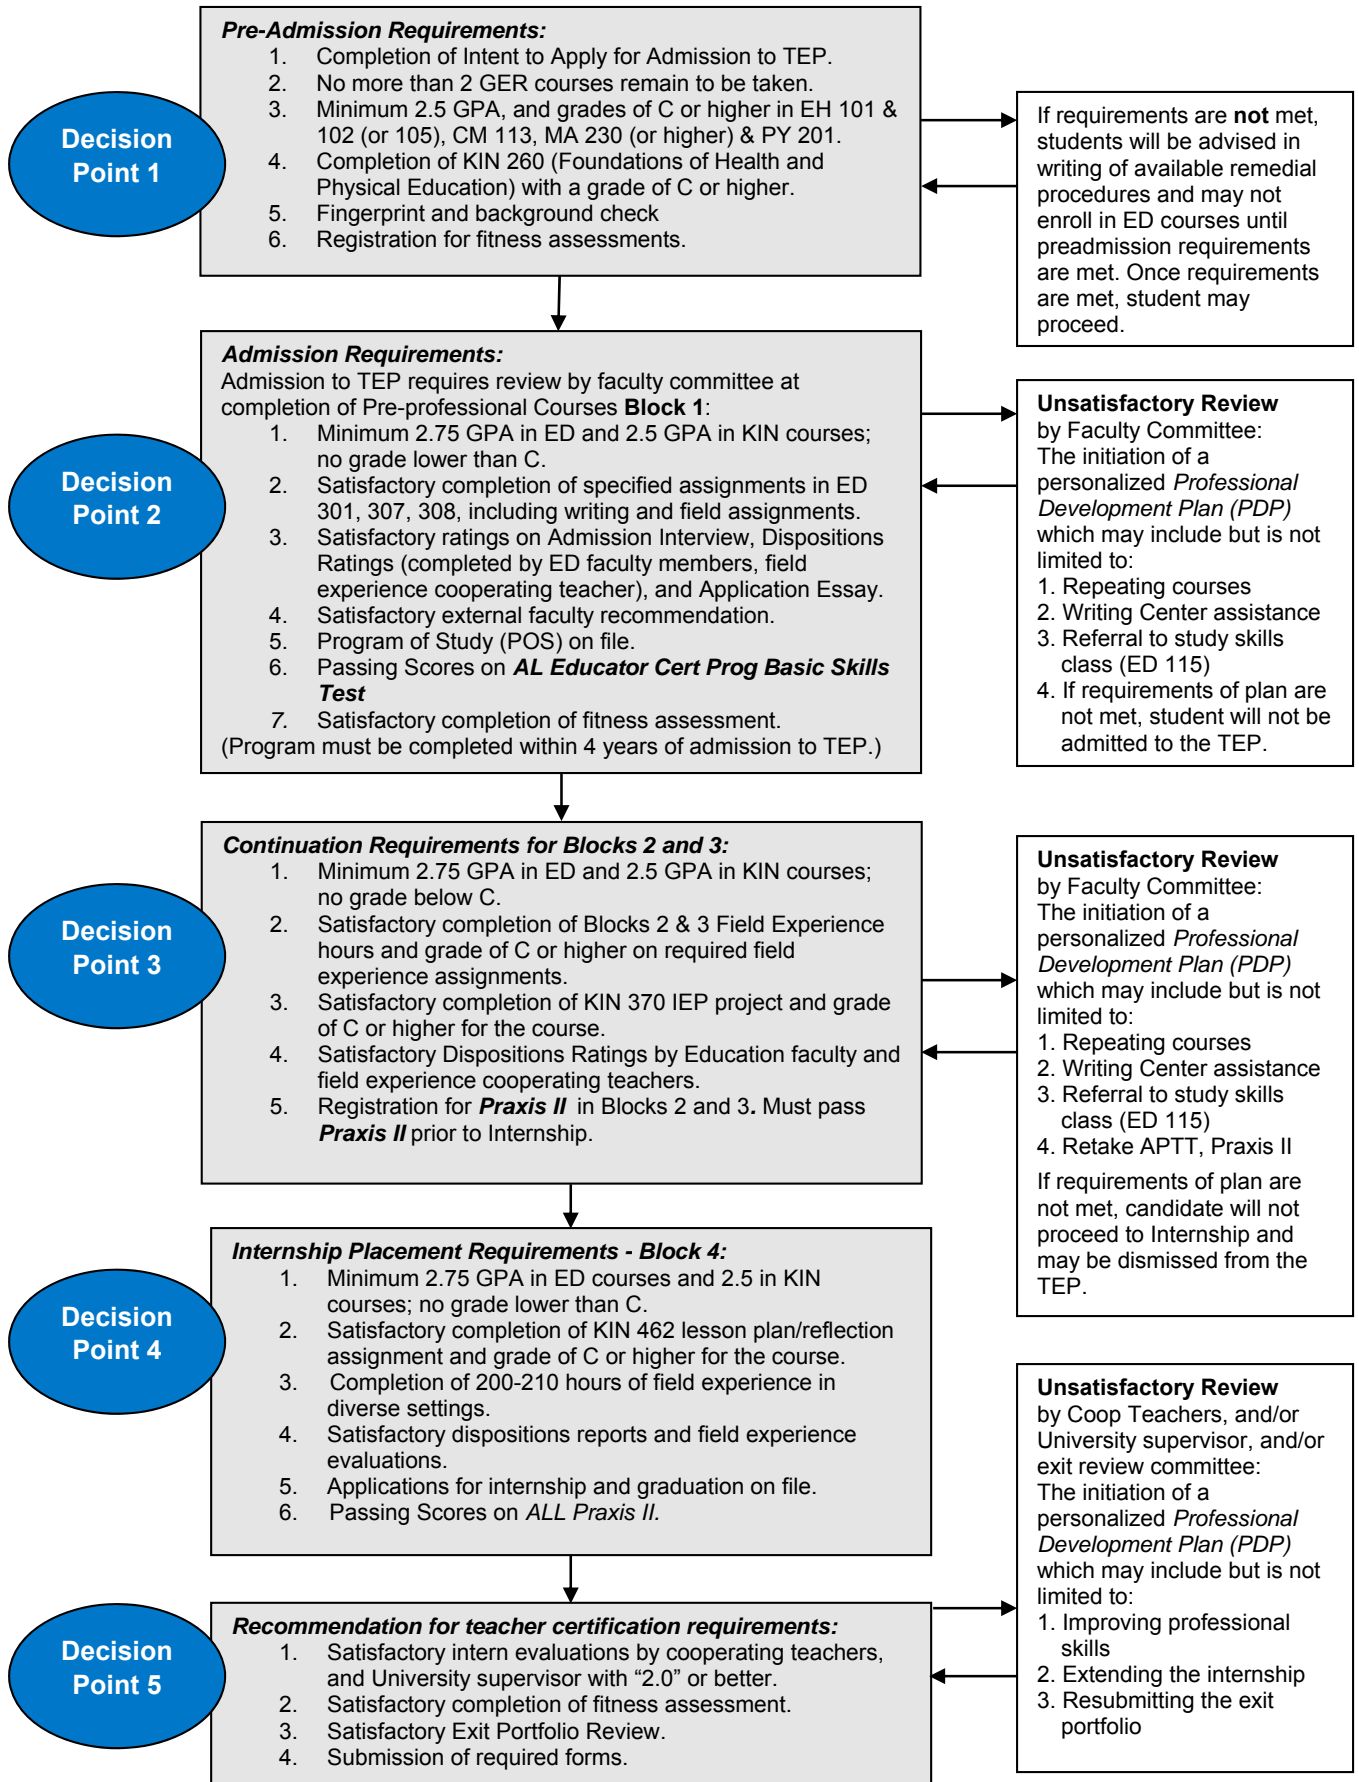 Decision
Point 1
Pre-Admission Requirements:
1. Completion of Intent to Apply for Admission to TEP.
2. No more than 2 GER courses remain to be taken.
3. Minimum 2.5 GPA, and grades of C or higher in EH 101 &
102 (or 105), CM 113, MA 230 (or higher) & PY 201.
4. Completion of KIN 260 (Foundations of Health and
Physical Education) with a grade of C or higher.
5. Fingerprint and background check
6. Registration for fitness assessments.
If requirements are not met,
students will be advised in
writing of available remedial
procedures and may not
enroll in ED courses until
preadmission requirements
are met. Once requirements
are met, student may
proceed.
Decision
Point 2
Admission Requirements:
Admission to TEP requires review by faculty committee at
completion of Pre-professional Courses Block 1:
1. Minimum 2.75 GPA in ED and 2.5 GPA in KIN courses;
no grade lower than C.
2. Satisfactory completion of specified assignments in ED
301, 307, 308, including writing and field assignments.
3. Satisfactory ratings on Admission Interview, Dispositions
Ratings (completed by ED faculty members, field
experience cooperating teacher), and Application Essay.
4. Satisfactory external faculty recommendation.
5. Program of Study (POS) on file.
6. Passing Scores on AL Educator Cert Prog Basic Skills
Test
7. Satisfactory completion of fitness assessment.
(Program must be completed within 4 years of admission to TEP.)
Unsatisfactory Review
by Faculty Committee:
The initiation of a
personalized Professional
Development Plan (PDP)
which may include but is not
limited to:
1. Repeating courses
2. Writing Center assistance
3. Referral to study skills
class (ED 115)
4. If requirements of plan are
not met, student will not be
admitted to the TEP.
Decision
Point 3
Continuation Requirements for Blocks 2 and 3:
1. Minimum 2.75 GPA in ED and 2.5 GPA in KIN courses;
no grade below C.
2. Satisfactory completion of Blocks 2 & 3 Field Experience
hours and grade of C or higher on required field
experience assignments.
3. Satisfactory completion of KIN 370 IEP project and grade
of C or higher for the course.
4. Satisfactory Dispositions Ratings by Education faculty and
field experience cooperating teachers.
5. Registration for Praxis II in Blocks 2 and 3. Must pass
Praxis II prior to Internship.
Unsatisfactory Review
by Faculty Committee:
The initiation of a
personalized Professional
Development Plan (PDP)
which may include but is not
limited to:
1. Repeating courses
2. Writing Center assistance
3. Referral to study skills
class (ED 115)
4. Retake APTT, Praxis II
If requirements of plan are
not met, candidate will not
proceed to Internship and
may be dismissed from the
TEP.
Decision
Point 4
Internship Placement Requirements - Block 4:
1. Minimum 2.75 GPA in ED courses and 2.5 in KIN
courses; no grade lower than C.
2. Satisfactory completion of KIN 462 lesson plan/reflection
assignment and grade of C or higher for the course.
3. Completion of 200-210 hours of field experience in
diverse settings.
4. Satisfactory dispositions reports and field experience
evaluations.
5. Applications for internship and graduation on file.
6. Passing Scores on ALL Praxis II.
Unsatisfactory Review
by Coop Teachers, and/or
University supervisor, and/or
exit review committee:
The initiation of a
personalized Professional
Development Plan (PDP)
which may include but is not
limited to:
1. Improving professional
skills
2. Extending the internship
3. Resubmitting the exit
portfolio
Decision
Point 5
Recommendation for teacher certification requirements:
1. Satisfactory intern evaluations by cooperating teachers,
and University supervisor with “2.0” or better.
2. Satisfactory completion of fitness assessment.
3. Satisfactory Exit Portfolio Review.
4. Submission of required forms.